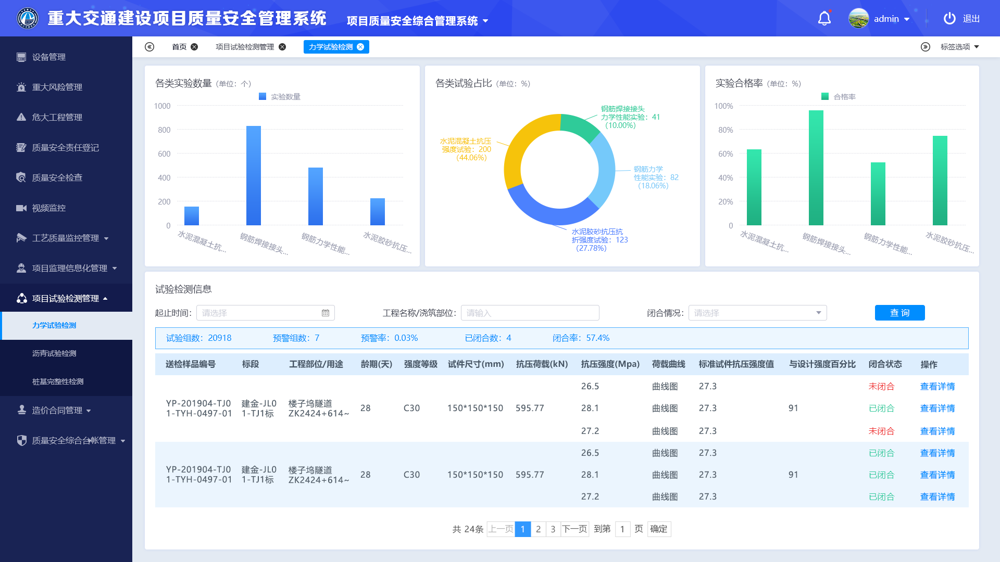 重大交通建设项目质量安全管理系统
项目质量安全综合管理系统
admin
退出
设备管理
重大风险管理
危大工程管理
质量安全责任登记
质量安全检查
视频监控
工艺质量监控管理
项目监理信息化管理
项目试验检测管理
力学试验检测
沥青试验检测
桩基完整性检测
造价合同管理
质量安全综合台帐管理
首页
项目试验检测管理
力学试验检测
标签选项
各类实验数量 (单位：个)
实验数量
1000
800
600
400
200
0
水泥混凝土抗...
钢筋焊接接头...
钢筋力学性能...
水泥胶砂抗压...
各类试验占比 (单位：%)
钢筋焊接接头
力学性能实验：41
(10.00%)
水泥混凝土抗压
强度试验：200
(44.06%)
钢筋力学
性能实验：82
(18.06%)
水泥胶砂抗压抗
折强度试验：123
(27.78%)
实验合格率 (单位：%)
合格率
100%
80%
60%
40%
20%
0
水泥混凝土抗...
钢筋焊接接头...
钢筋力学性能...
水泥胶砂抗压...
试验检测信息
起止时间： 请选择 工程名称/浇筑部位： 请输入 闭合情况： 请选择 查 询
试验组数：20918 预警组数：7 预警率：0.03% 已闭合数：4 闭合率：57.4%
送检样品编号 标段 工程部位/用途 龄期(天) 强度等级 试件尺寸(mm) 抗压荷载(kN) 抗压强度(Mpa) 荷载曲线 标准试件抗压强度值 与设计强度百分比 闭合状态 操作
26.5 曲线图 27.3 未闭合 查看详情
YP-201904-TJ0 建金-JL0 楼子坞隧道
1-TYH-0497-01 1-TJ1标 ZK2424+614~
28 C30 150*150*150 595.77 28.1 曲线图 27.3 91 已闭合 查看详情
27.2 曲线图 27.3 未闭合 查看详情
26.5 曲线图 27.3 已闭合 查看详情
YP-201904-TJ0 建金-JL0 楼子坞隧道
1-TYH-0497-01 1-TJ1标 ZK2424+614~
28 C30 150*150*150 595.77 28.1 曲线图 27.3 91 已闭合 查看详情
27.2 曲线图 27.3 已闭合 查看详情
共 24条 上一页 1 2 3 下一页 到第 1 页 确定